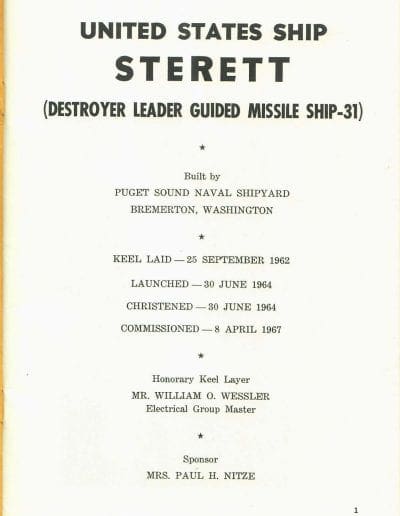 UNITED STATES SHIP
STERETT
(DESTROYER LEADER GUIDED MISSILE SHIP-31)
★
Built by
PUGET SOUND NAVAL SHIPYARD
BREMERTON, WASHINGTON
★
KEEL LAID — 25 SEPTEMBER 1962
LAUNCHED — 30 JUNE 1964
CHRISTENED — 30 JUNE 1964
COMMISSIONED — 8 APRIL 1967
★
Honorary Keel Layer
MR. WILLIAM O. WESSLER
Electrical Group Master
★
Sponsor
MRS. PAUL H. NITZE
1